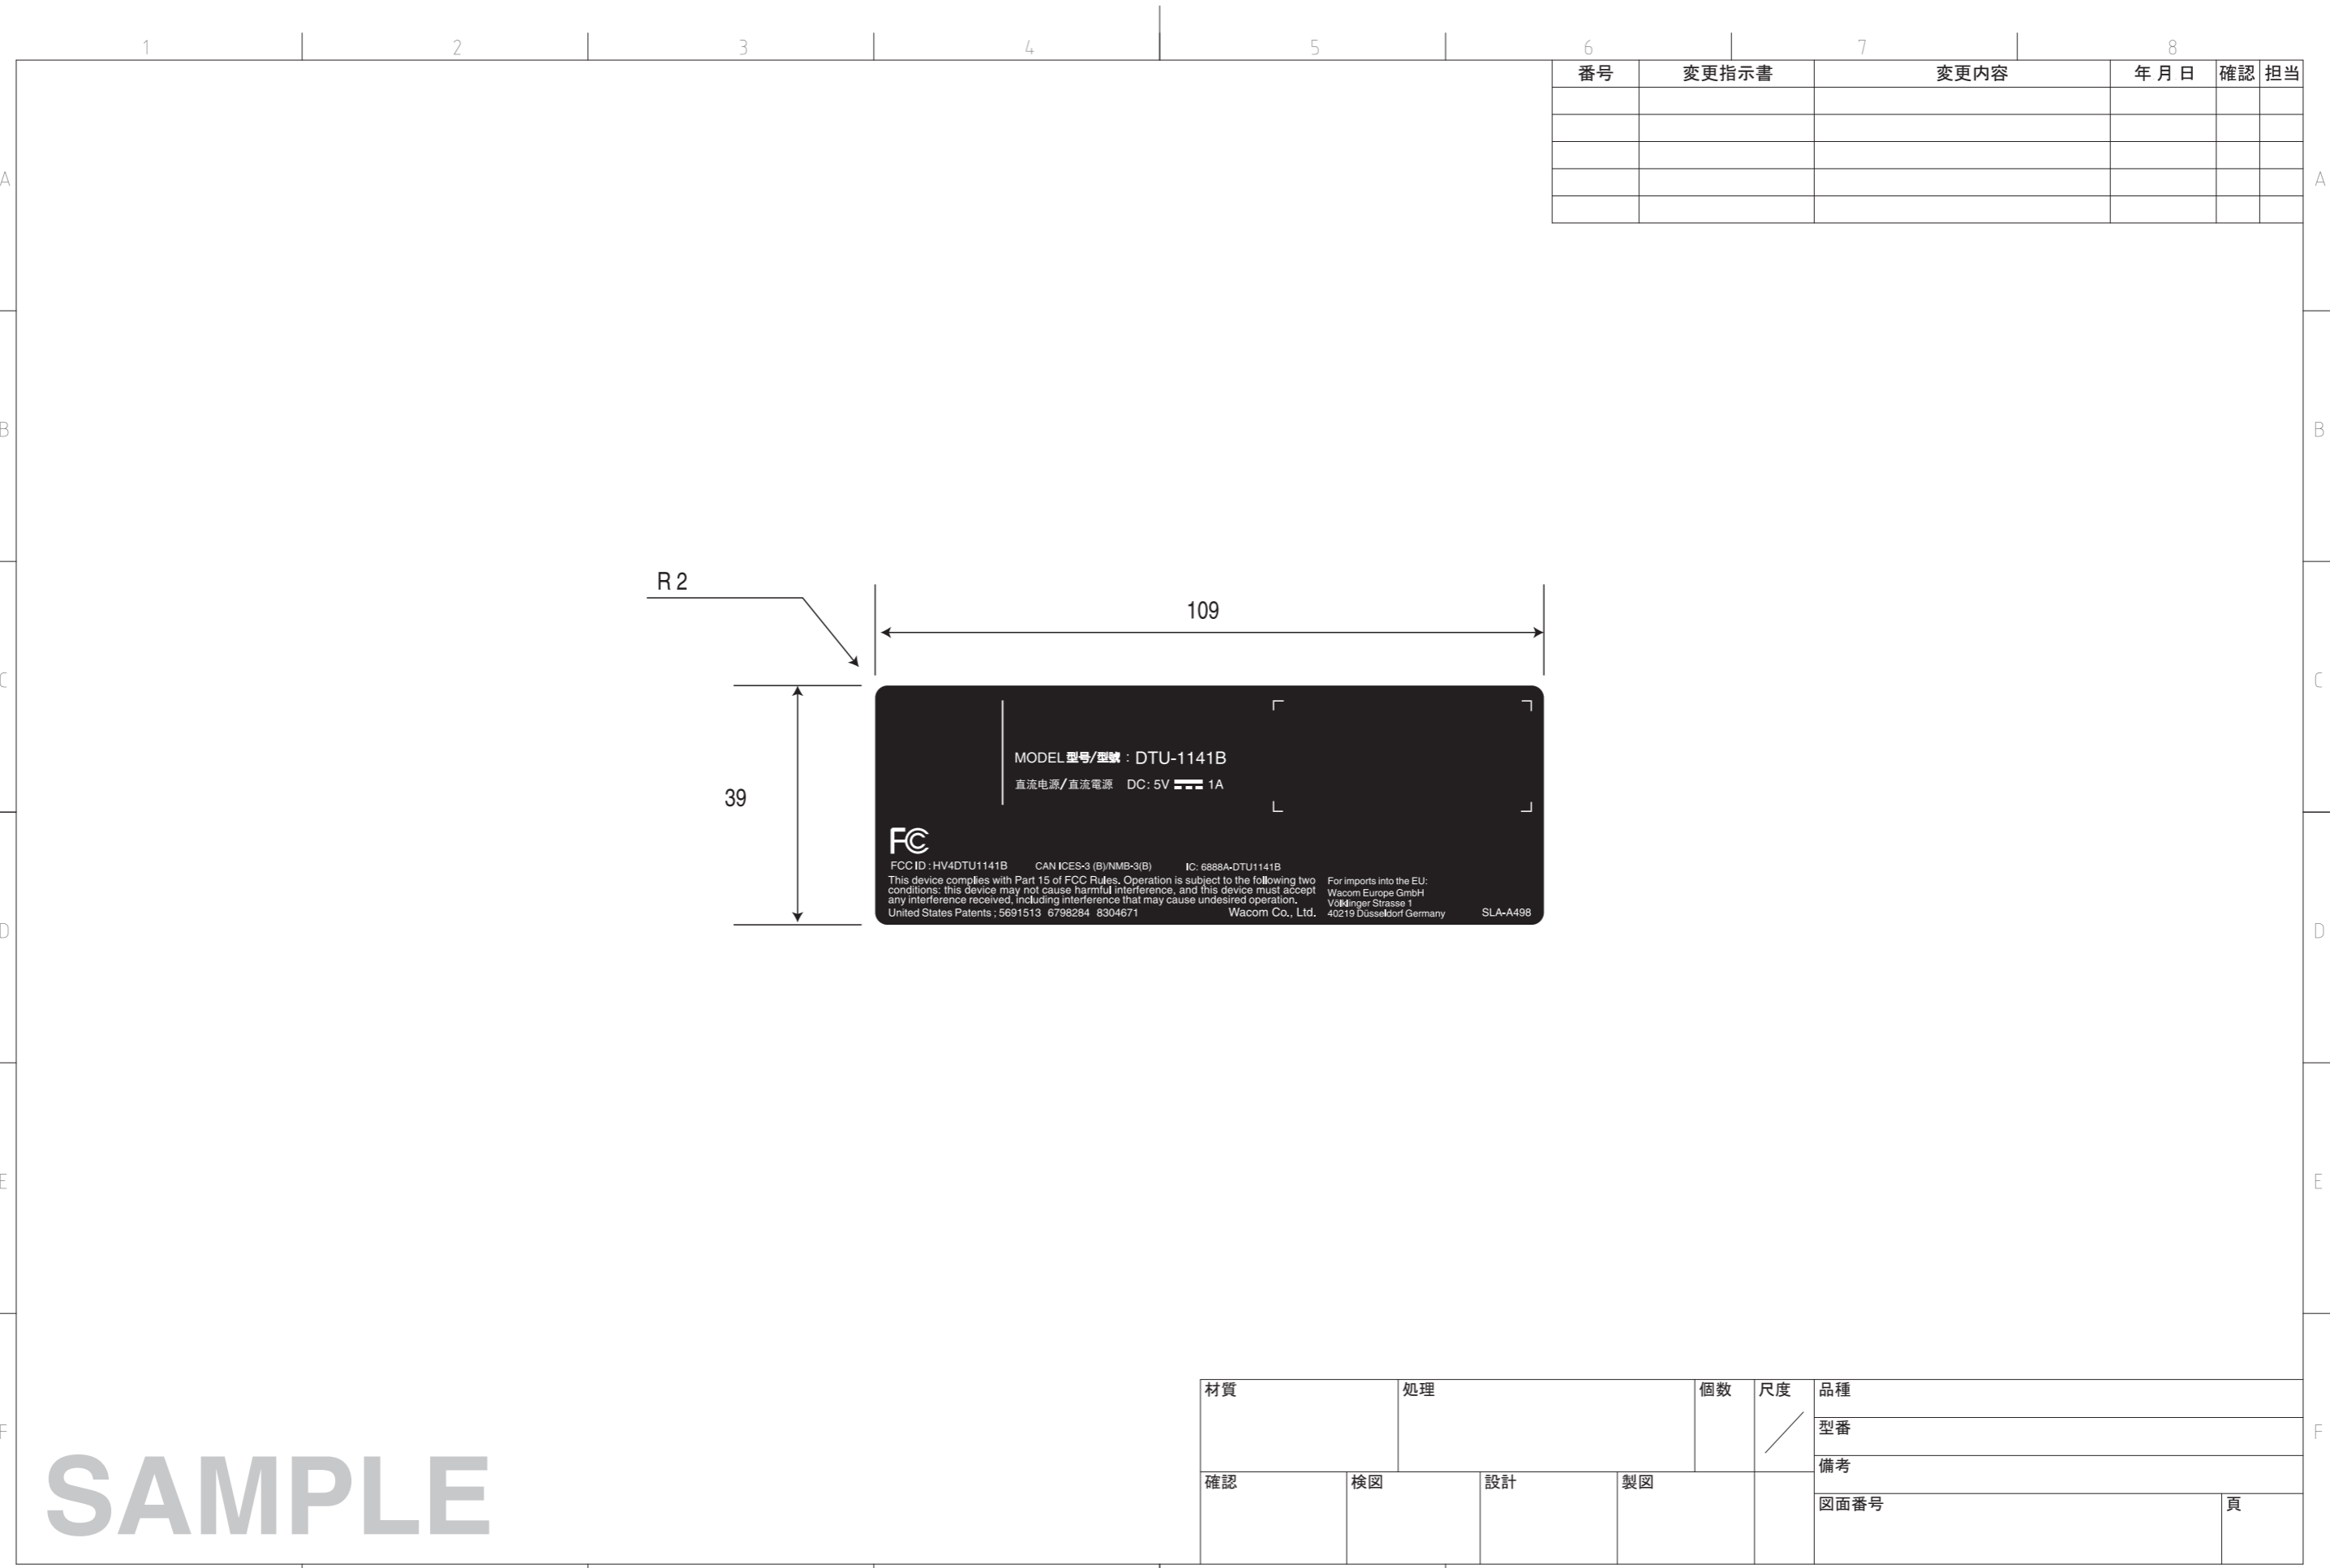 1 2 3 4 5 6 7 8
番号 変更指示書 変更内容 年月日 確認 担当
A A
B B
R 2
109
C C
MODEL型号/型號 : DTU-1141B
直流电源/直流電源 DC: 5V 1A
39
FC
FCC ID : HV4DTU1141B CAN ICES-3 (B)/NMB-3(B) IC: 6888A-DTU1141B
This device complies with Part 15 of FCC Rules. Operation is subject to the following two
conditions: this device may not cause harmful interference, and this device must accept
any interference received, including interference that may cause undesired operation.
United States Patents ; 5691513 6798284 8304671 Wacom Co., Ltd.
For imports into the EU:
Wacom Europe GmbH
Völklinger Strasse 1
40219 Düsseldorf Germany
SLA-A498
D D
E E
F F
材質 処理 個数 尺度 品種
型番
備考
確認 検図 設計 製図
図面番号 頁
SAMPLE